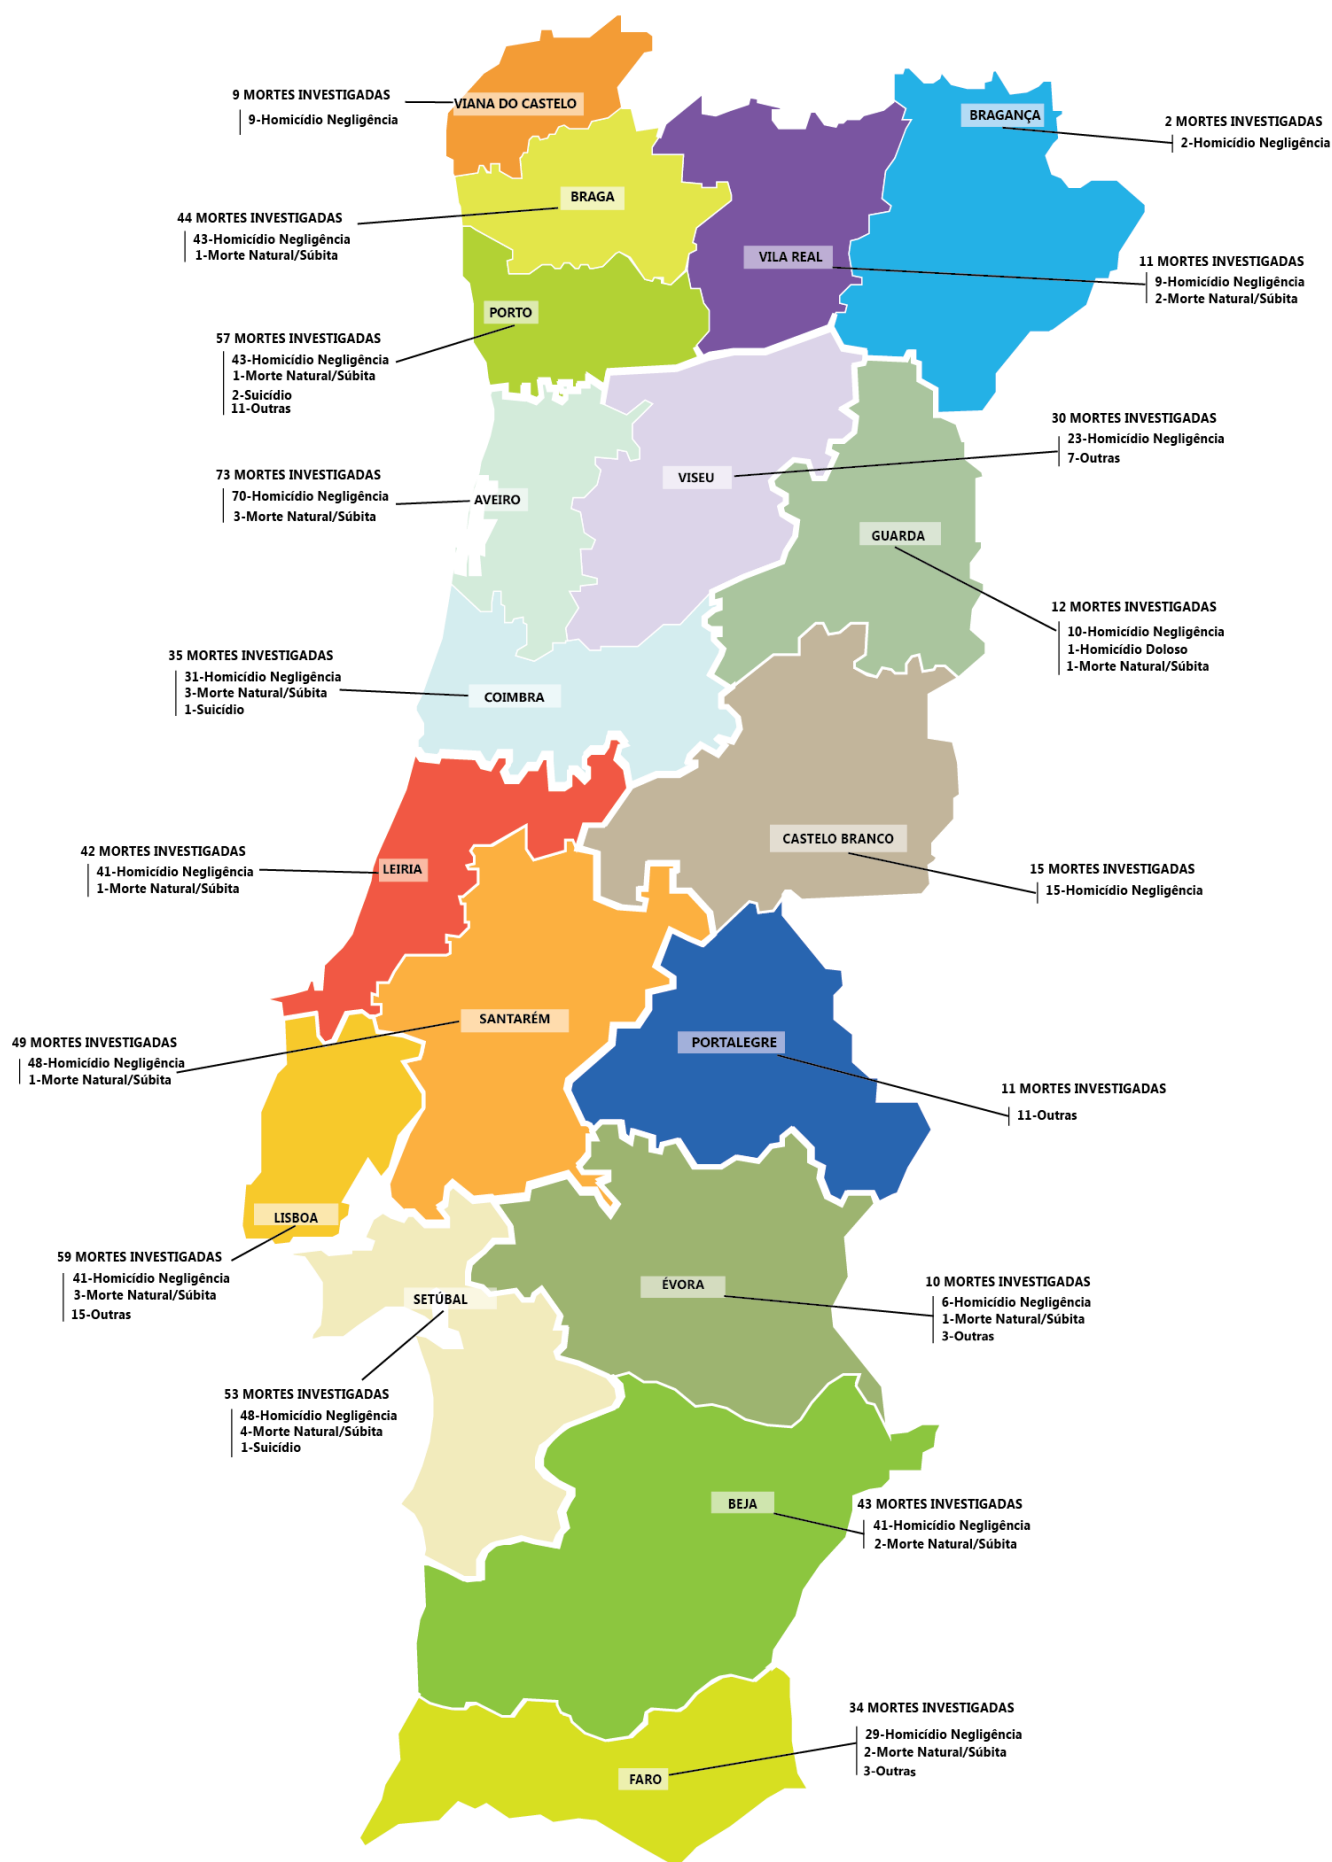 9 MORTES INVESTIGADAS
9-Homicídio Negligência
VIANA DO CASTELO
BRAGANÇA
2 MORTES INVESTIGADAS
2-Homicídio Negligência
BRAGA
44 MORTES INVESTIGADAS
43-Homicídio Negligência
1-Morte Natural/Súbita
VILA REAL
11 MORTES INVESTIGADAS
9-Homicídio Negligência
2-Morte Natural/Súbita
PORTO
57 MORTES INVESTIGADAS
43-Homicídio Negligência
1-Morte Natural/Súbita
2-Suicídio
11-Outras
30 MORTES INVESTIGADAS
23-Homicídio Negligência
7-Outras
VISEU
73 MORTES INVESTIGADAS
70-Homicídio Negligência
3-Morte Natural/Súbita
AVEIRO
GUARDA
12 MORTES INVESTIGADAS
10-Homicídio Negligência
1-Homicídio Doloso
1-Morte Natural/Súbita
35 MORTES INVESTIGADAS
31-Homicídio Negligência
3-Morte Natural/Súbita
1-Suicídio
COIMBRA
CASTELO BRANCO
15 MORTES INVESTIGADAS
15-Homicídio Negligência
42 MORTES INVESTIGADAS
41-Homicídio Negligência
1-Morte Natural/Súbita
LEIRIA
SANTARÉM
49 MORTES INVESTIGADAS
48-Homicídio Negligência
1-Morte Natural/Súbita
PORTALEGRE
11 MORTES INVESTIGADAS
11-Outras
LISBOA
59 MORTES INVESTIGADAS
41-Homicídio Negligência
3-Morte Natural/Súbita
15-Outras
ÉVORA
10 MORTES INVESTIGADAS
6-Homicídio Negligência
1-Morte Natural/Súbita
3-Outras
SETÚBAL
53 MORTES INVESTIGADAS
48-Homicídio Negligência
4-Morte Natural/Súbita
1-Suicídio
BEJA
43 MORTES INVESTIGADAS
41-Homicídio Negligência
2-Morte Natural/Súbita
34 MORTES INVESTIGADAS
29-Homicídio Negligência
2-Morte Natural/Súbita
3-Outras
FARO